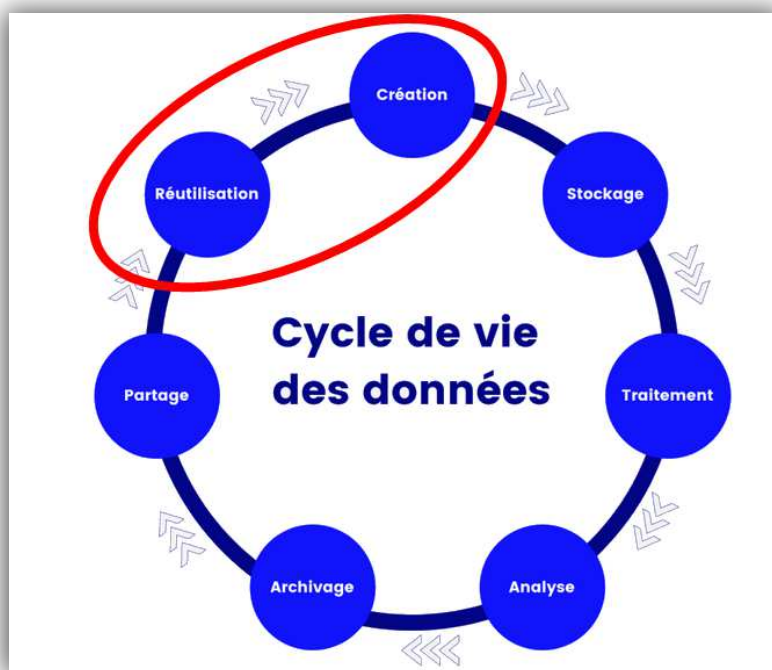 Création
Réutilisation
Stockage
Cycle de vie
des données
Partage
Traitement
Archivage
Analyse